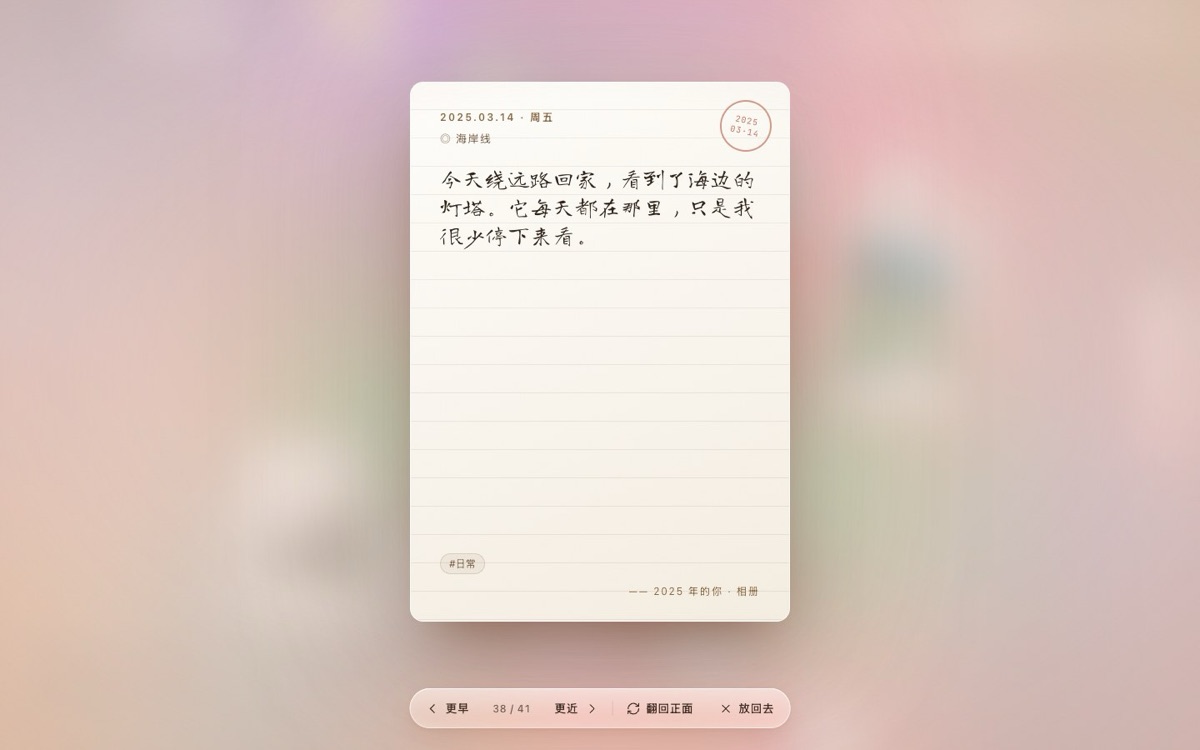 2025.03.14 · 周五
◎ 海岸线
2025
03·14
今天绕远路回家，看到了海边的
灯塔。它每天都在那里，只是我
很少停下来看。
#日常
—— 2025 年的你 · 相册
更早
38 / 41
更近
翻回正面
放回去